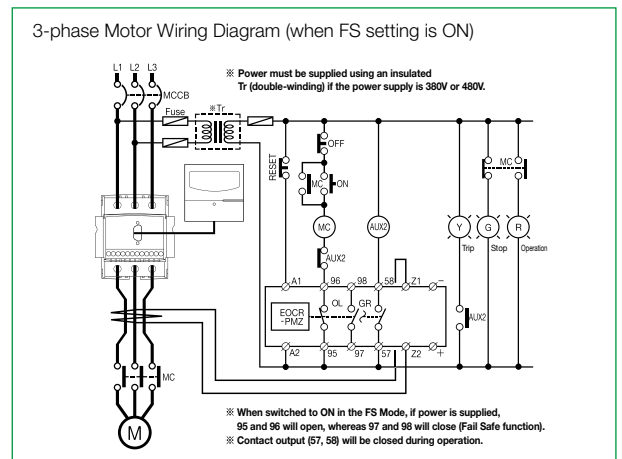 3-phase Motor Wiring Diagram (when FS setting is ON)
L1 L2 L3
※ Power must be supplied using an insulated
Tr (double-winding) if the power supply is 380V or 480V.
MCCB
Fuse
※Tr
OFF
RESET
MC
ON
MC
MC
AUX2
Y
G
R
Trip
Stop
Operation
AUX2
AUX2
A1 96 98 58 Z1 -
OL GR
EOCR
-PMZ
A2 95 97 57 Z2 +
MC
M
※ When switched to ON in the FS Mode, if power is supplied,
95 and 96 will open, whereas 97 and 98 will close (Fail Safe function).
※ Contact output (57, 58) will be closed during operation.